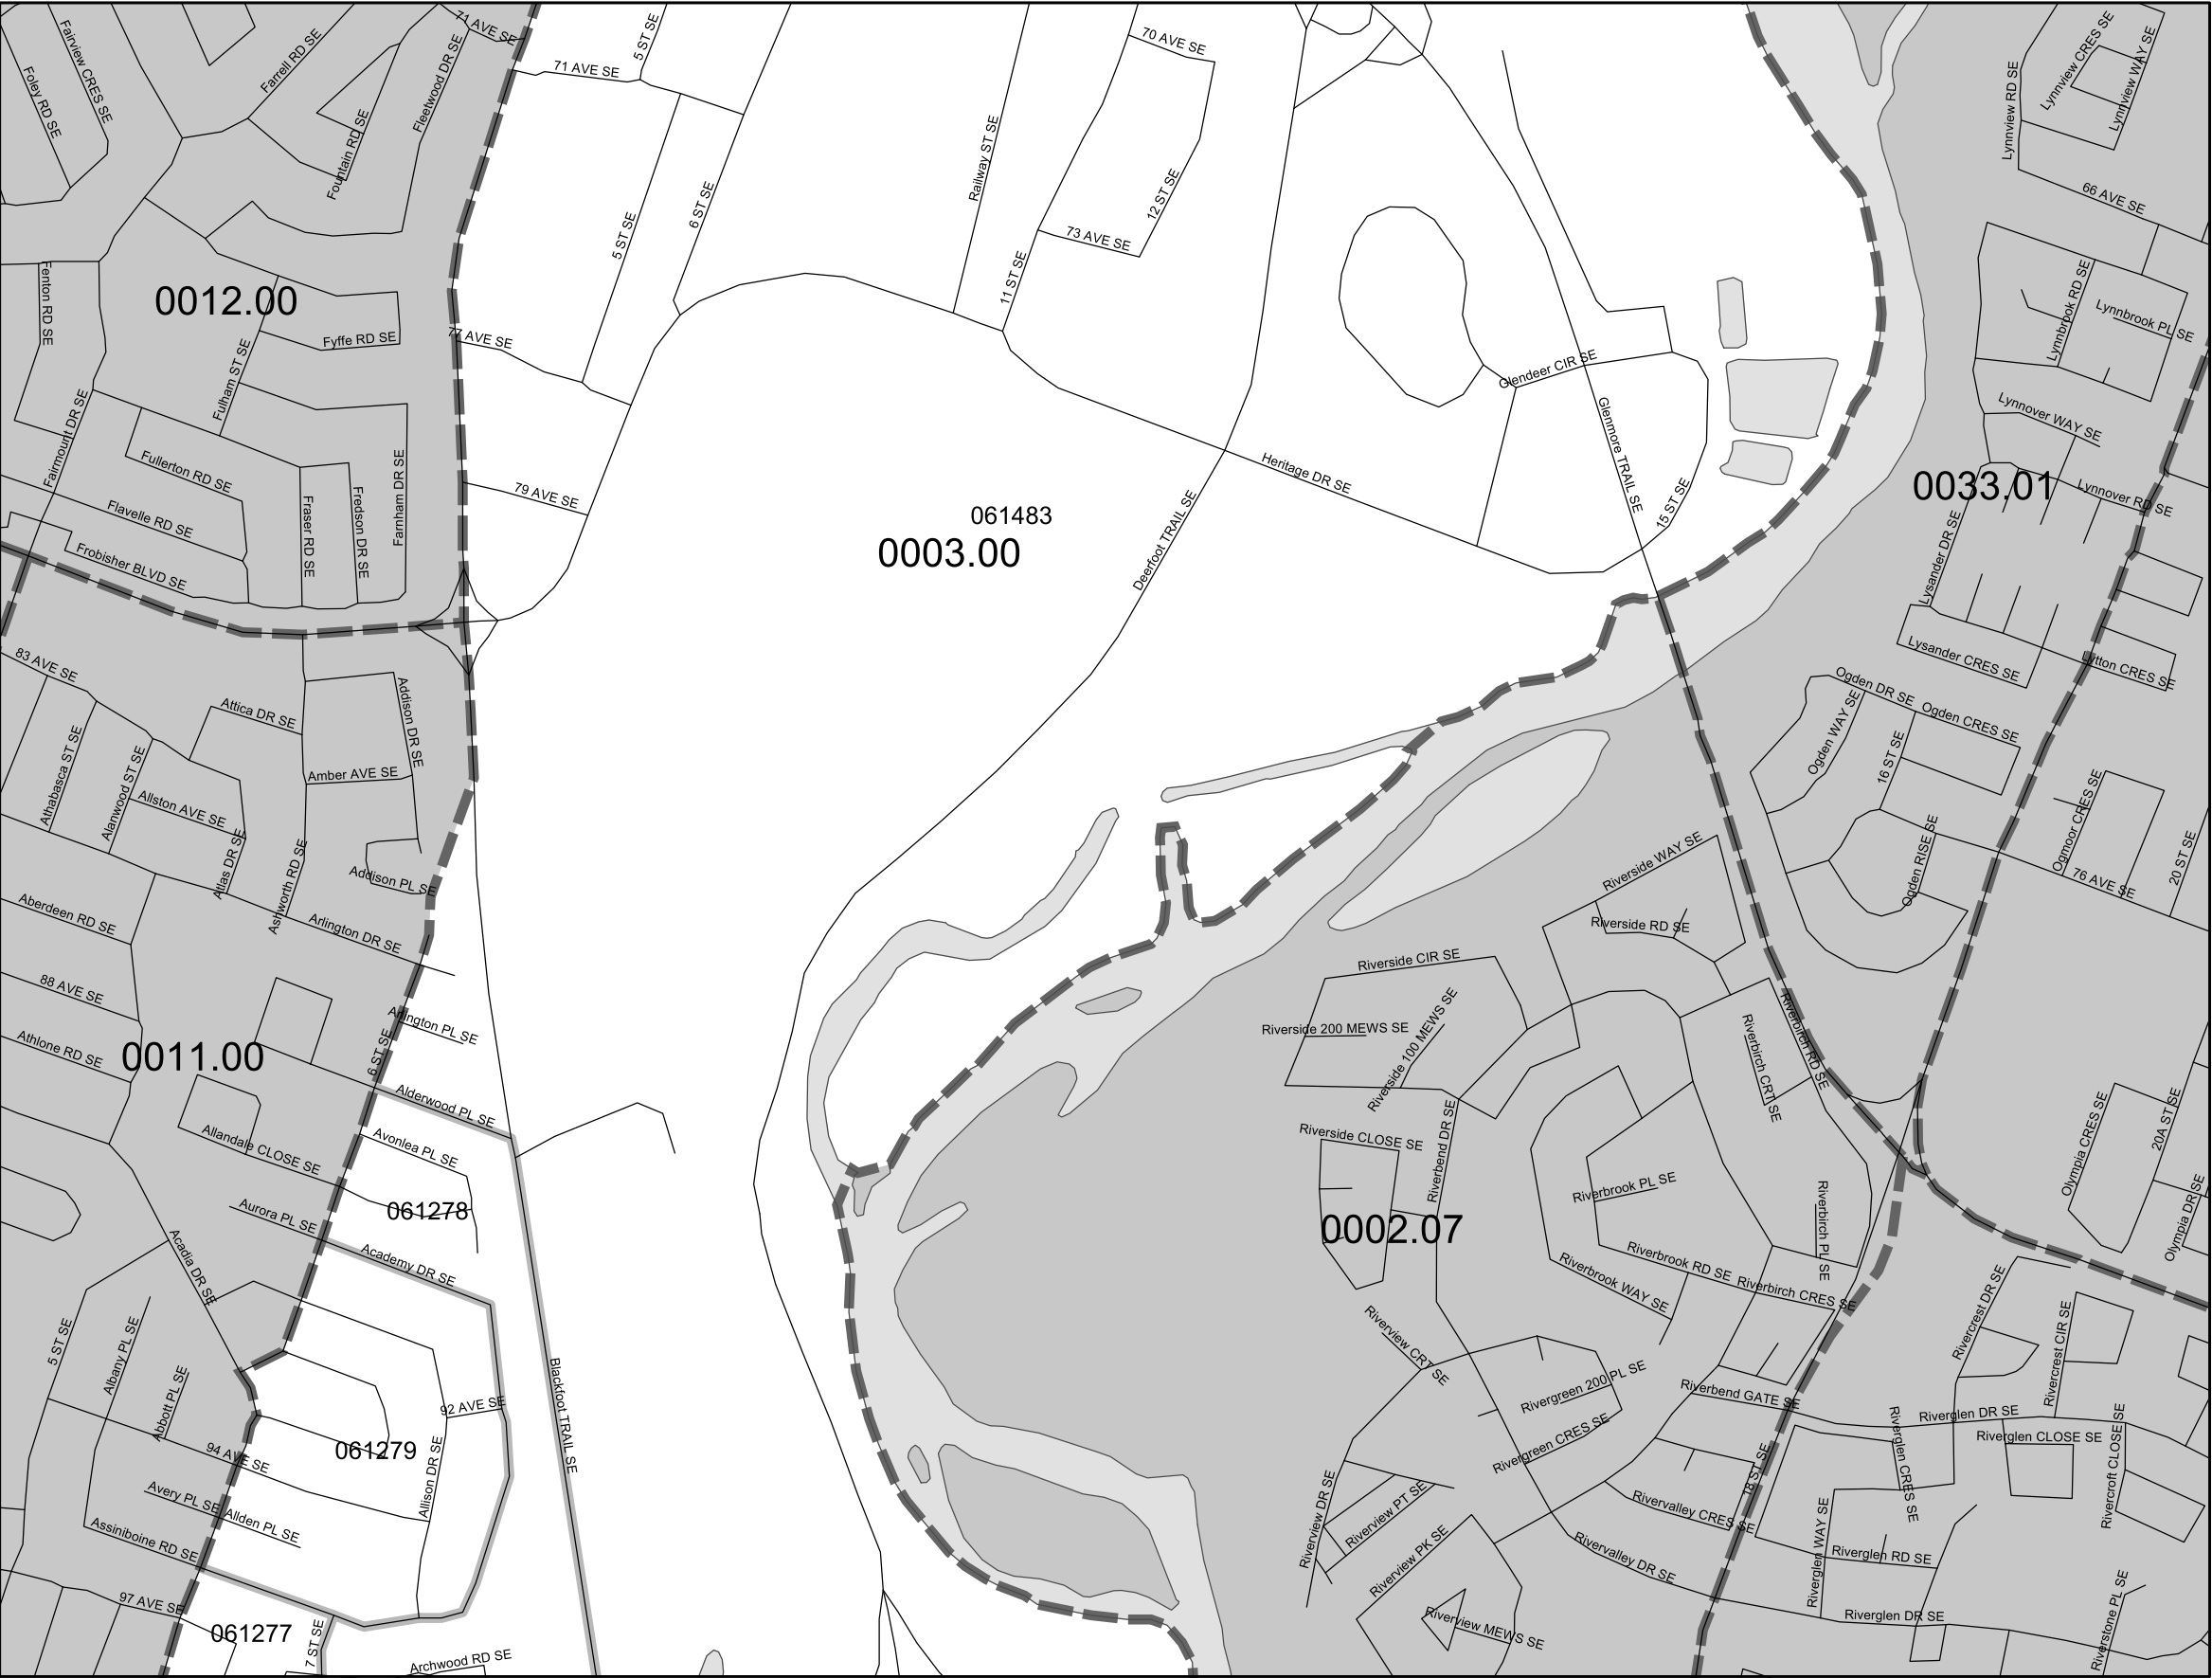 71 AVE SE
5 ST SE
70 AVE SE
Fairview CRES SE
Farrell RD SE
Foley RD SE
Fleetwood DR SE
71 AVE SE
Lynnview CRES SE
Lynnview WAY SE
Lynnview RD SE
Fountain RD SE
Railway ST SE
12 ST SE
6 ST SE
5 ST SE
73 AVE SE
66 AVE SE
11 ST SE
Fenton RD SE
0012.00
Fyffe RD SE
77 AVE SE
Lynnbrook RD SE
Lynnbrook PL SE
Glendeer CIR SE
Fulham ST SE
Fairmount DR SE
Glenmore TRAIL SE
Lynnover WAY SE
Fullerton RD SE
Farnham DR SE
Heritage DR SE
0033.01
Lynnover RD SE
79 AVE SE
15 ST SE
Flavelle RD SE
Fraser RD SE
Fredson DR SE
061483
0003.00
Deerfoot TRAIL SE
Frobisher BLVD SE
Lysander DR SE
83 AVE SE
Lysander CRES SE
Lytton CRES SE
Attica DR SE
Addison DR SE
Ogden DR SE
Ogden CRES SE
Ogden WAY SE
16 ST SE
Athabasca ST SE
Alanwood ST SE
Amber AVE SE
Allston AVE SE
Ogmoor CRES SE
20 ST SE
Atlas DR SE
Ashworth RD SE
Addison PL SE
Riverside WAY SE
Ogden RISE SE
76 AVE SE
Aberdeen RD SE
Arlington DR SE
Riverside RD SE
Riverside CIR SE
88 AVE SE
Arlington PL SE
Riverside 200 MEWS SE
Riverside 100 MEWS SE
Riverbirch RD SE
Riverbirch CRT SE
Athlone RD SE
0011.00
6 ST SE
Alderwood PL SE
Olympia CRES SE
20A ST SE
Allandale CLOSE SE
Avonlea PL SE
Riverside CLOSE SE
Riverbend DR SE
061278
Riverbrook PL SE
Riverbirch PL SE
Aurora PL SE
0002.07
Olympia DR SE
Acadia DR SE
Academy DR SE
Riverbrook RD SE
Riverbrook WAY SE
Riverbirch CRES SE
5 ST SE
Albany PL SE
Riverview CRT SE
Rivercrest DR SE
Rivercrest CIR SE
Abbott PL SE
Blackfoot TRAIL SE
92 AVE SE
Rivergreen 200 PL SE
Riverbend GATE SE
Riverglen DR SE
94 AVE SE
061279
Allison DR SE
Rivergreen CRES SE
Riverglen CLOSE SE
Riverglen CRES SE
Rivercroft CLOSE SE
18 ST SE
Avery PL SE
Allden PL SE
Riverview DR SE
Riverview PT SE
Rivervalley CRES SE
Assiniboine RD SE
Riverview PK SE
Rivervalley DR SE
Riverglen WAY SE
Riverglen RD SE
97 AVE SE
061277
7 ST SE
Archwood RD SE
Riverview MEWS SE
Riverglen DR SE
Riverstone PL SE